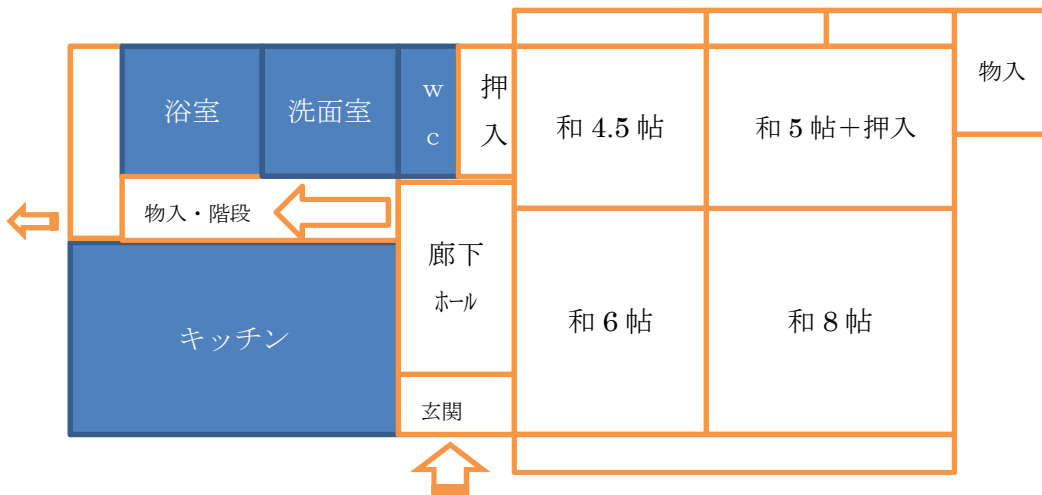 浴室
洗面室
ｗ
ｃ
押
入
和 4.5 帖
和 5 帖＋押入
物入
物入・階段
廊下
ﾎｰﾙ
キッチン
和 6 帖
和 8 帖
玄関